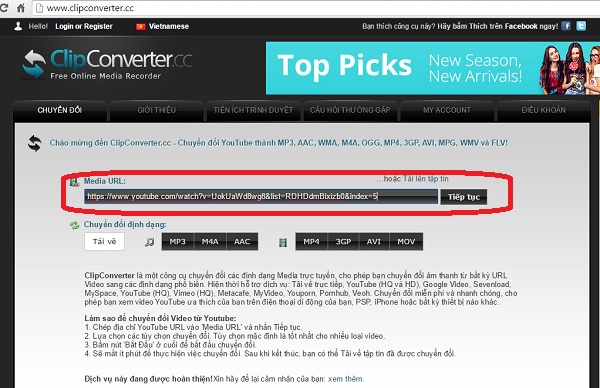 www.clipconverter.cc
Hello! Login or Register Vietnamese Bạn thích công cụ này? Hãy bấm Thích trên Facebook ngay!
ClipConverter.cc
Free Online Media Recorder
Top Picks New Season, New Arrivals!
CHUYỂN ĐỔI GIỚI THIỆU TIỆN ÍCH TRÌNH DUYỆT CÂU HỎI THƯỜNG GẶP MY ACCOUNT ĐIỀU KHOẢN
Chào mừng đến ClipConverter.cc - Chuyển đổi YouTube thành MP3, AAC, WMA, M4A, OGG, MP4, 3GP, AVI, MPG, WMV và FLV!
Media URL: ...hoặc Tải lên tập tin
https://www.youtube.com/watch?v=UokUaWd8wg8&list=RDHDdmBixizb0&index=5 Tiếp tục
Chuyển đổi định dạng:
Tải về MP3 M4A AAC MP4 3GP AVI MOV
ClipConverter là một công cụ chuyển đổi các định dạng Media trực tuyến, cho phép bạn chuyển đổi âm thanh từ bất kỳ URL
Video sang các định dạng phổ biến. Hiện thời hỗ trợ dịch vụ: Tải về trực tiếp, YouTube (HQ và HD), Google Video, Sevenload,
MySpace, YouTube (HQ), Vimeo (HQ), Metacafe, MyVideo, Youporn, Pornhub, Veoh. Chuyển đổi miễn phí và nhanh chóng, cho
phép bạn xem video YouTube ưa thích của bạn trên điện thoại di động của bạn, PSP, iPhone hoặc bất kỳ thiết bị nào khác.
Làm sao để chuyển đổi Video từ Youtube:
1. Chép địa chỉ YouTube URL vào 'Media URL' và nhấn Tiếp tục.
2. Lựa chọn các tùy chọn chuyển đổi. Tùy chọn mặc định là tốt nhất cho nhiều loại video.
3. Bấm nút 'Bắt Đầu' ở cuối để bắt đầu chuyển đổi.
4. Sẽ mất ít phút để thực hiện việc chuyển đổi. Sau khi kết thúc, bạn có thể Tải về tập tin đã được chuyển đổi.
Dịch vụ này đang được hoàn thiện! Xin hãy để lại cảm nhận của bạn: xem thêm.